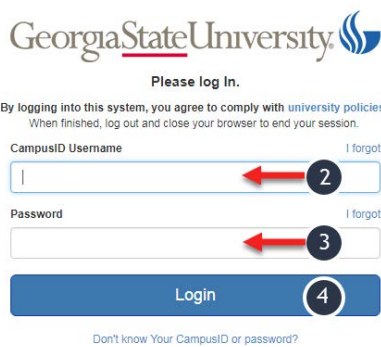 GeorgiaStateUniversity
Please log In.
By logging into this system, you agree to comply with university policies
When finished, log out and close your browser to end your session.
CampusID Username I forgot
2
Password I forgot
3
Login 4
Don't know Your CampusID or password?